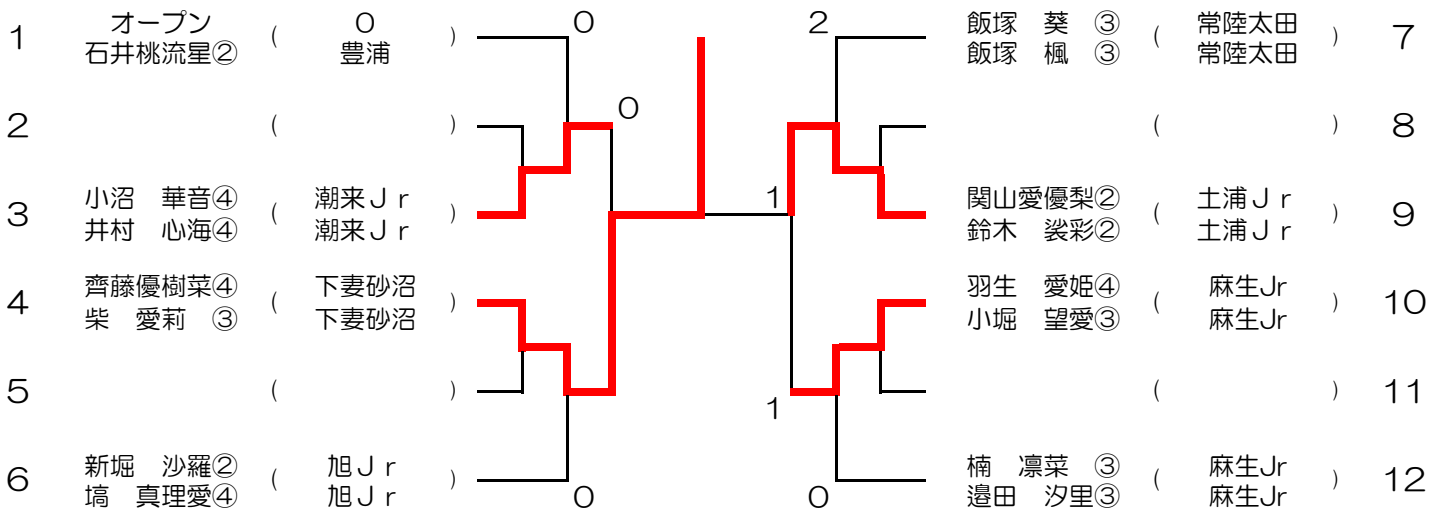 1 オープン ( 0 )
石井桃流星② 豊浦
2 ( )
3 小沼 華音④ ( 潮来Ｊｒ )
井村 心海④ 潮来Ｊｒ
4 齊藤優樹菜④ ( 下妻砂沼 )
柴 愛莉 ③ 下妻砂沼
5 ( )
6 新堀 沙羅② ( 旭Ｊｒ )
塙 真理愛④ 旭Ｊｒ
0
0
0
2
1
1
0
飯塚 葵 ③ ( 常陸太田 ) 7
飯塚 楓 ③ 常陸太田
( ) 8
関山愛優梨② ( 土浦Ｊｒ ) 9
鈴木 裟彩② 土浦Ｊｒ
羽生 愛姫④ ( 麻生Jr ) 10
小堀 望愛③ 麻生Jr
( ) 11
楠 凛菜 ③ ( 麻生Jr ) 12
邉田 汐里③ 麻生Jr